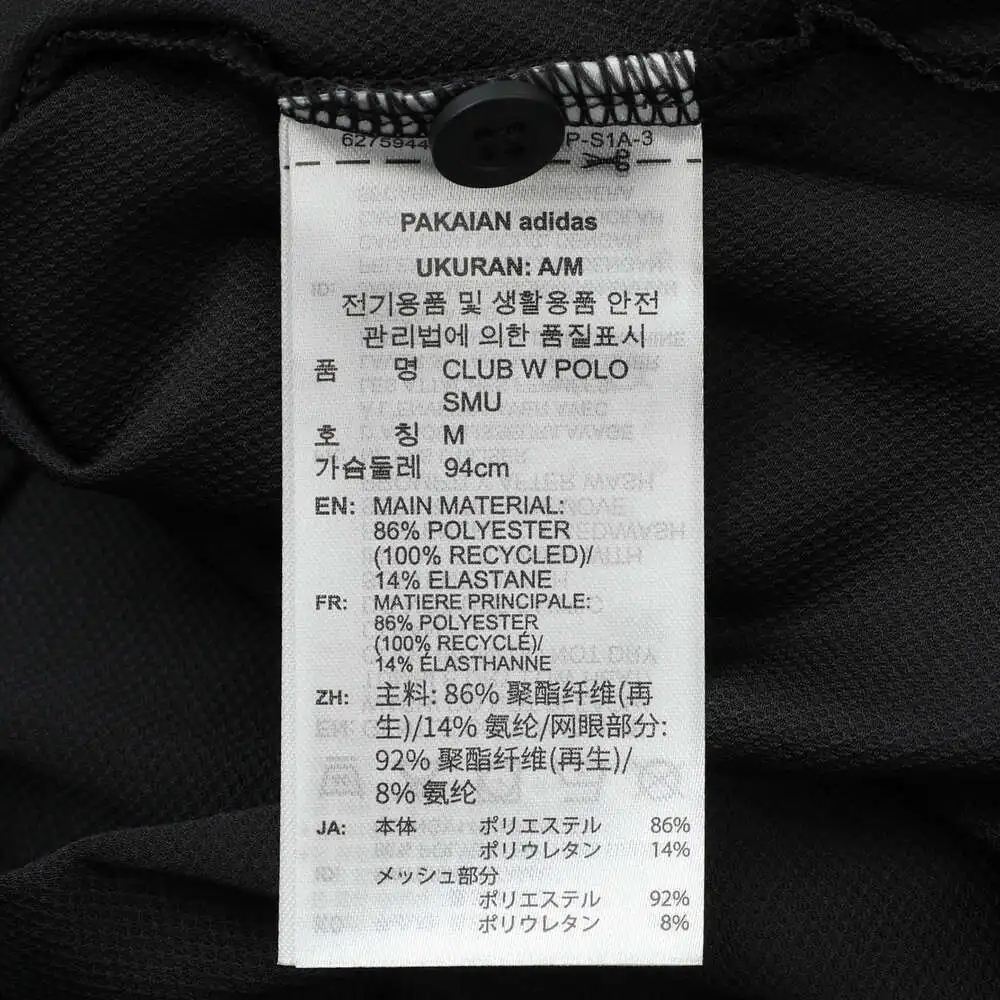 6275944
P-S1A-3
PAKAIAN adidas
UKURAN: A/M
전기용품 및 생활용품 안전
관리법에 의한 품질표시
품 명 CLUB W POLO
SMU
호 칭 M
가슴둘레 94cm
EN: MAIN MATERIAL:
86% POLYESTER
(100% RECYCLED)/
14% ELASTANE
FR: MATIERE PRINCIPALE:
86% POLYESTER
(100% RECYCLÉ)/
14% ÉLASTHANNE
ZH: 主料: 86% 聚酯纤维(再
生)/14% 氨纶/网眼部分:
92% 聚酯纤维(再生)/
8% 氨纶
JA: 本体 ポリエステル 86%
ポリウレタン 14%
メッシュ部分
ポリエステル 92%
ポリウレタン 8%